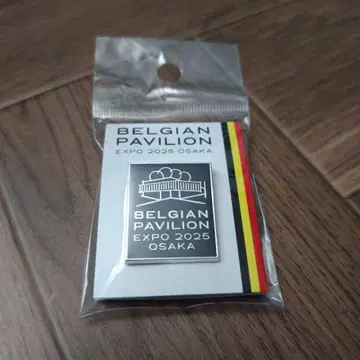 BELGIAN
PAVILION
EXPO 2025 OSAKA
BELGIAN
PAVILION
EXPO 2025
OSAKA